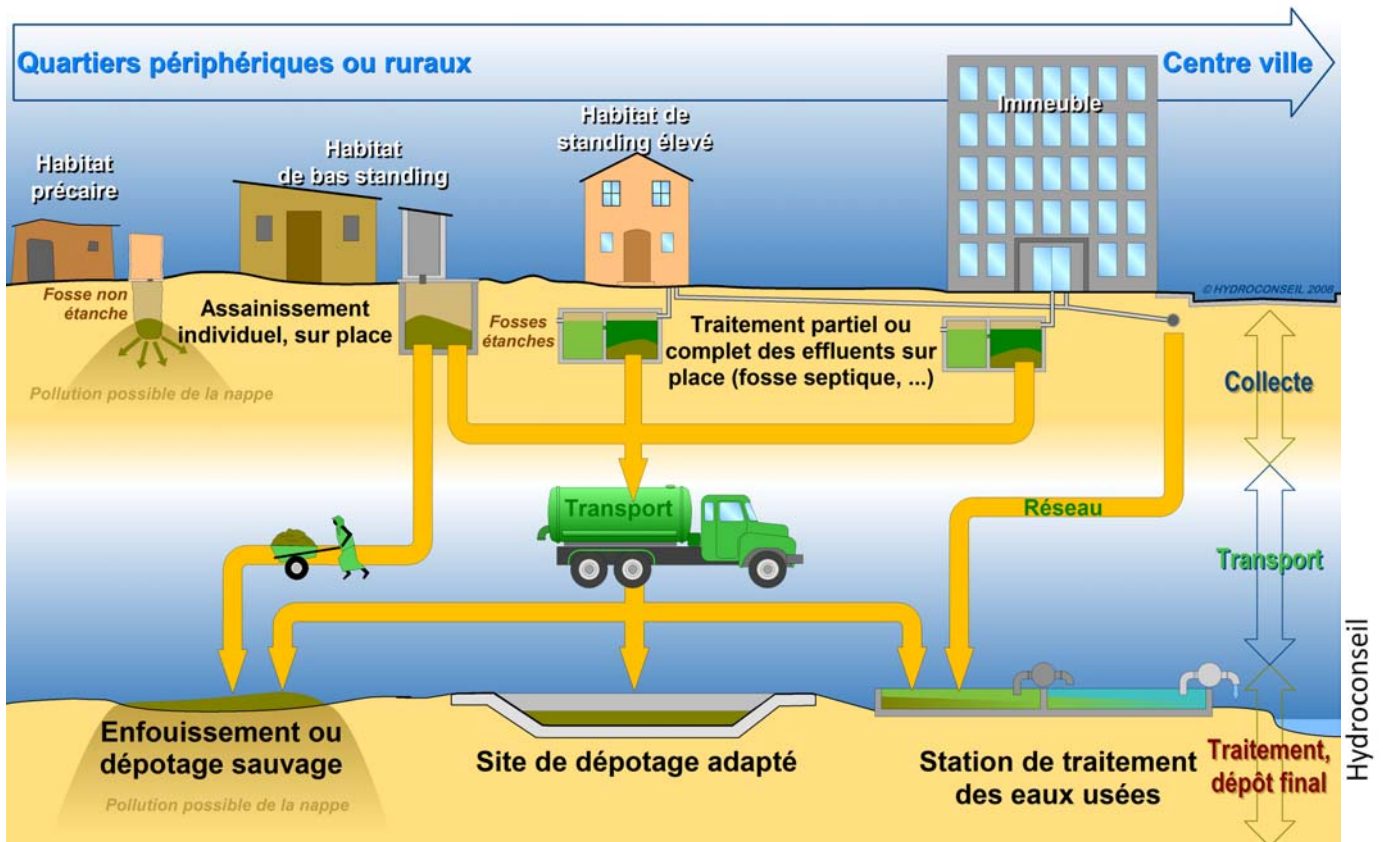 Quartiers périphériques ou ruraux
Centre ville
Immeuble
Habitat de
standing élevé
Habitat
de bas standing
Habitat
précaire
Fosse non
étanche
Assainissement
individuel, sur place
Fosses
étanches
Traitement partiel ou
complet des effluents sur
place (fosse septique, ...)
© HYDROCONSEIL 2008
Pollution possible de la nappe
Collecte
Transport
Réseau
Transport
Hydroconseil
Enfouissement ou
dépotage sauvage
Pollution possible de la nappe
Site de dépotage adapté
Station de traitement
des eaux usées
Traitement,
dépôt final